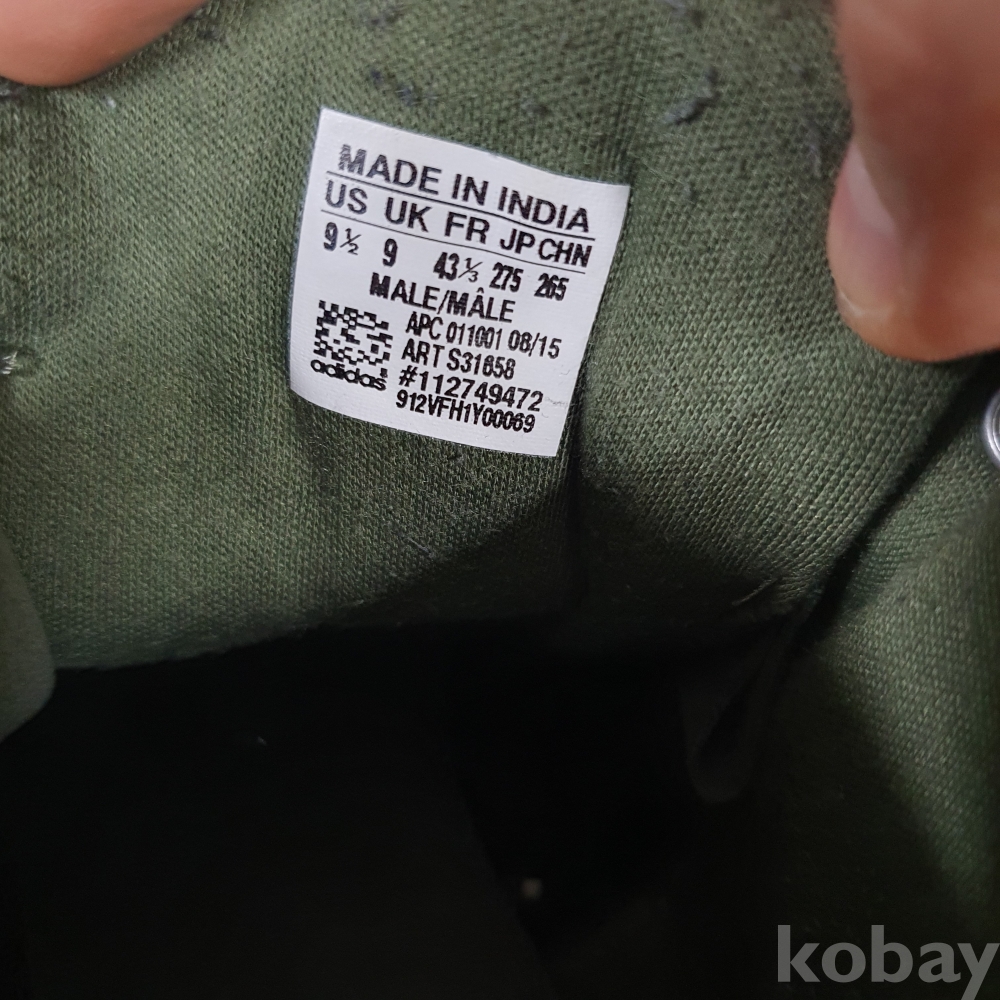 MADE IN INDIA
US UK FR JP CHN
9½ 9 43⅓ 275 265
MALE/MÂLE
APC 011001 08/15
ART S31658
#112749472
adidas
912VFH1Y00069
kobay